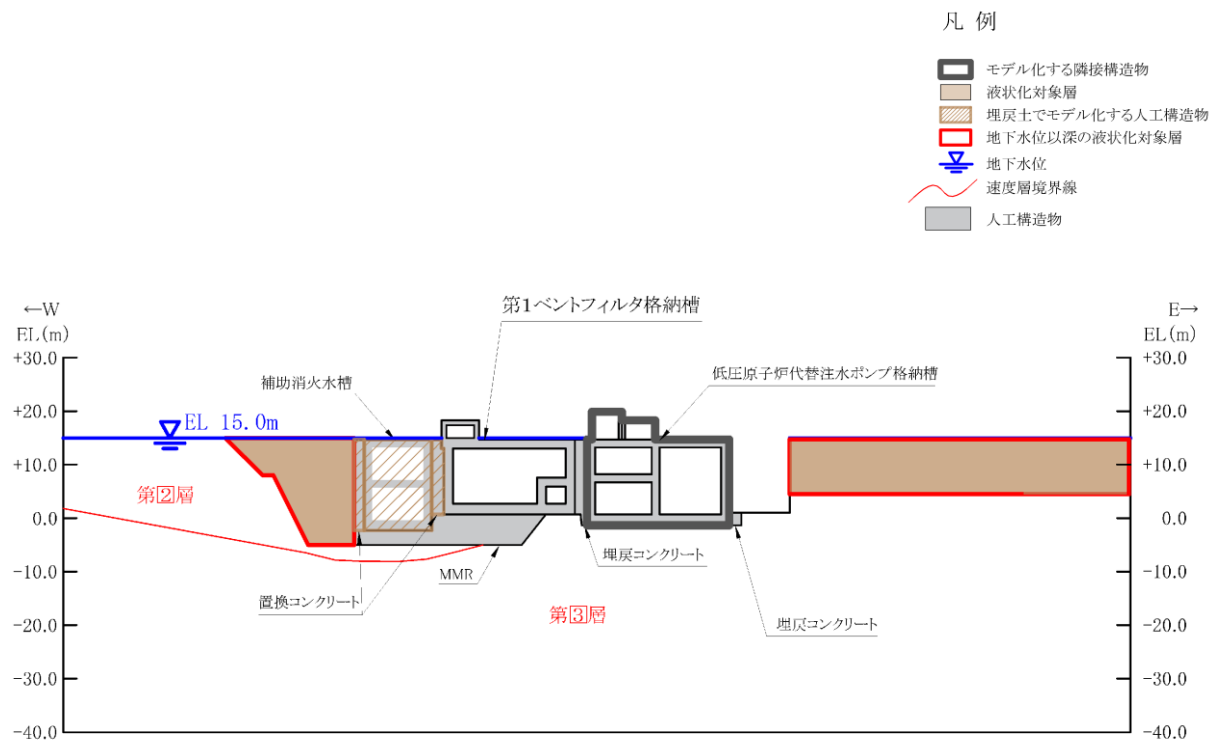 凡 例
モデル化する隣接構造物
液状化対象層
埋戻土でモデル化する人工構造物
地下水位以深の液状化対象層
地下水位
速度層境界線
人工構造物
←W
EL(m)
E→
EL(m)
第1ベントフィルタ格納槽
補助消火水槽
低圧原子炉代替注水ポンプ格納槽
EL 15.0m
第②層
第③層
埋戻コンクリート
MMR
置換コンクリート
埋戻コンクリート
+30.0
+20.0
+10.0
0.0
-10.0
-20.0
-30.0
-40.0
+30.0
+20.0
+10.0
0.0
-10.0
-20.0
-30.0
-40.0